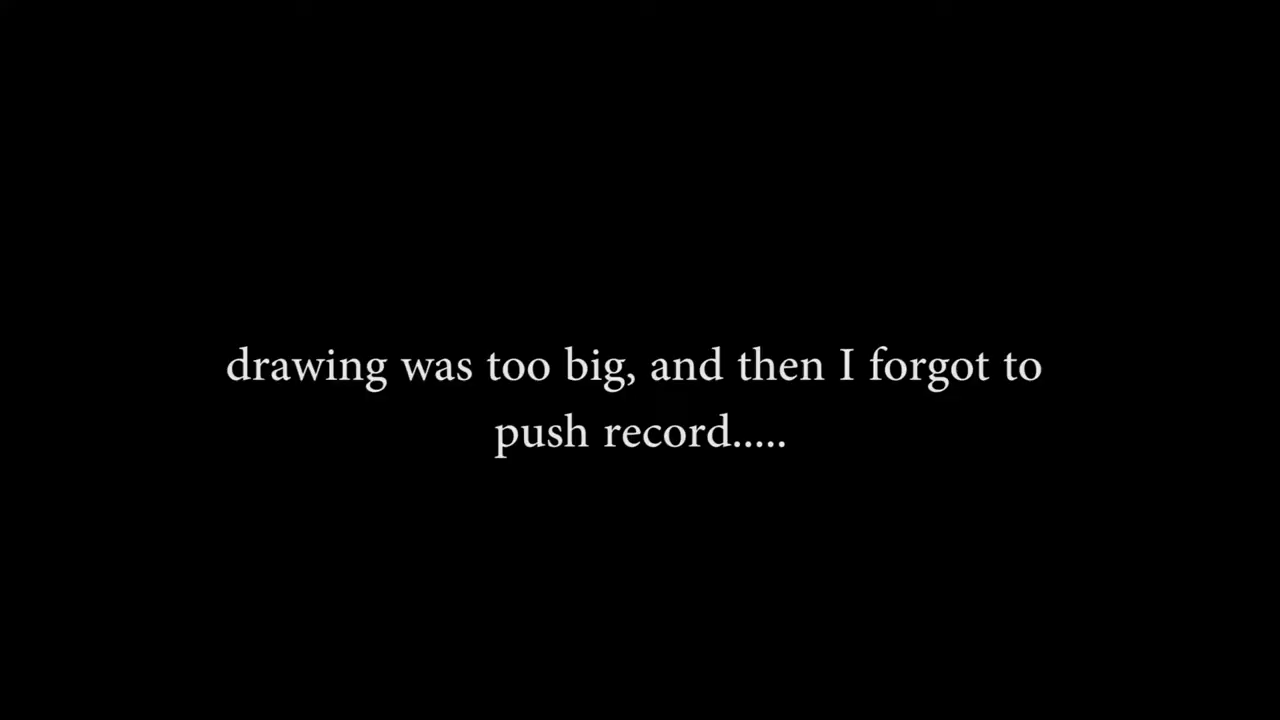 drawing was too big, and then I forgot to
push record.....